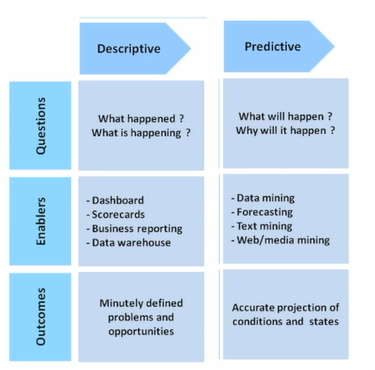 Descriptive
Predictive
Questions
What happened ?
What is happening ?
What will happen ?
Why will it happen ?
Enablers
- Dashboard
- Scorecards
- Business reporting
- Data warehouse
- Data mining
- Forecasting
- Text mining
- Web/media mining
Outcomes
Minutely defined
problems and
opportunities
Accurate projection of
conditions and states